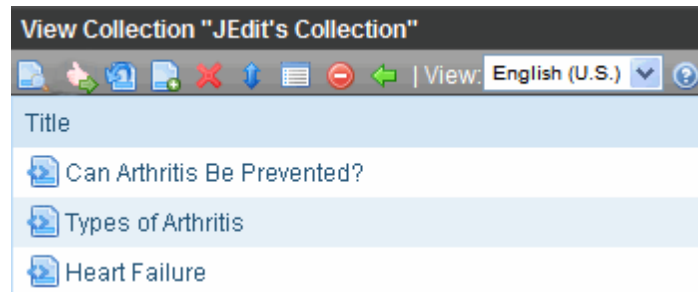 View Collection "JEdit's Collection"
| View: English (U.S.)
Title
Can Arthritis Be Prevented?
Types of Arthritis
Heart Failure